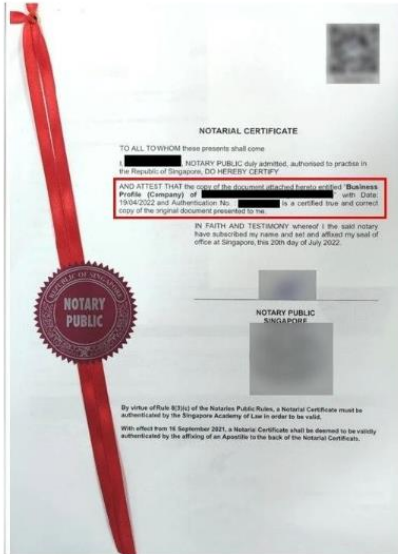 NOTARIAL CERTIFICATE
TO ALL TO WHOM these presents shall come
I, NOTARY PUBLIC duly admitted, authorised to practise in
the Republic of Singapore, DO HEREBY CERTIFY
AND ATTEST THAT the copy of the document attached hereto entitled "Business
Profile (Company) of ", with Date:
19/04/2022 and Authentication No. : is a certified true and correct
copy of the original document presented to me.
IN FAITH AND TESTIMONY whereof I the said notary
have subscribed my name and set and affixed my seal of
office at Singapore, this 20th day of July 2022.
REPUBLIC OF SINGAPORE
NOTARY
PUBLIC
NOTARY PUBLIC
SINGAPORE
By virtue of Rule 8(3)(c) of the Notaries Public Rules, a Notarial Certificate must be
authenticated by the Singapore Academy of Law in order to be valid.
With effect from 16 September 2021, a Notarial Certificate shall be deemed to be validly
authenticated by the affixing of an Apostille to the back of the Notarial Certificate.